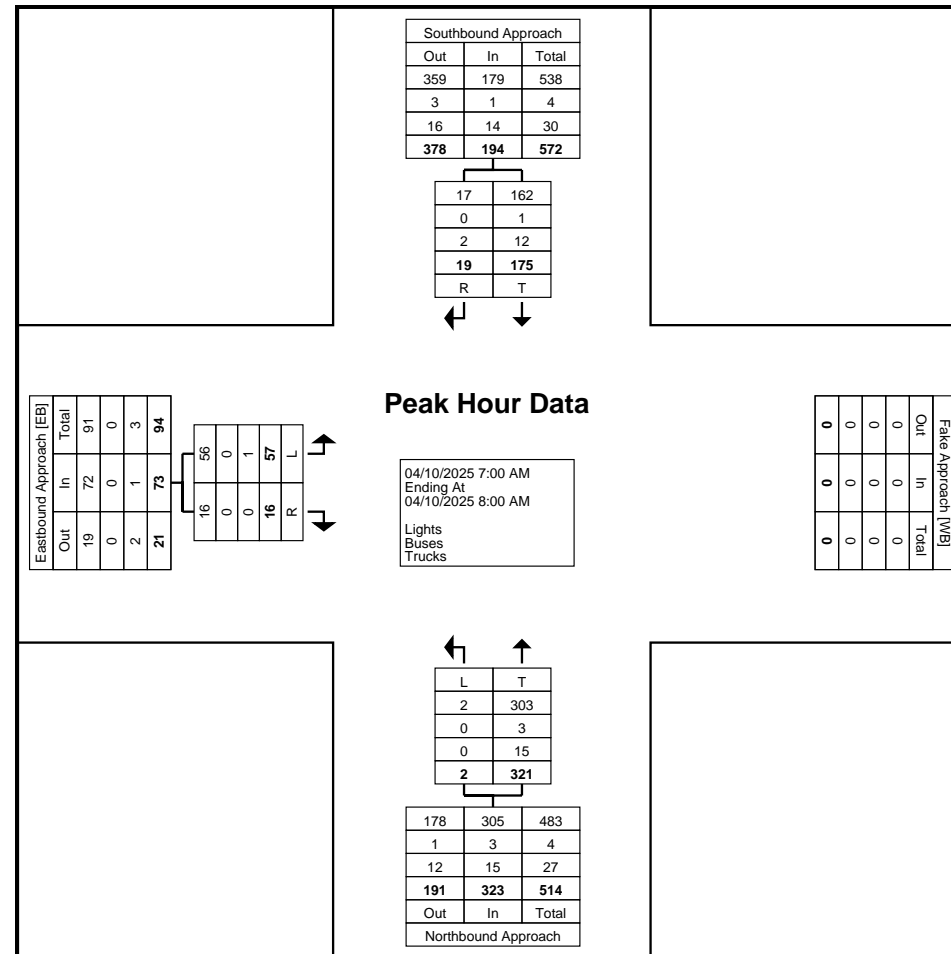 Southbound Approach
Out In Total
359 179 538
3 1 4
16 14 30
378 194 572
17 162
0 1
2 12
19 175
R T
Peak Hour Data
Eastbound Approach [EB]
Out In Total
19 72 91
0 0 0
2 1 3
21 73 94
16 56
0 0
0 1
16 57
R L
04/10/2025 7:00 AM
Ending At
04/10/2025 8:00 AM
Lights
Buses
Trucks
Fake Approach [WB]
Out In Total
0 0 0
0 0 0
0 0 0
0 0 0
L T
2 303
0 3
0 15
2 321
178 305 483
1 3 4
12 15 27
191 323 514
Out In Total
Northbound Approach